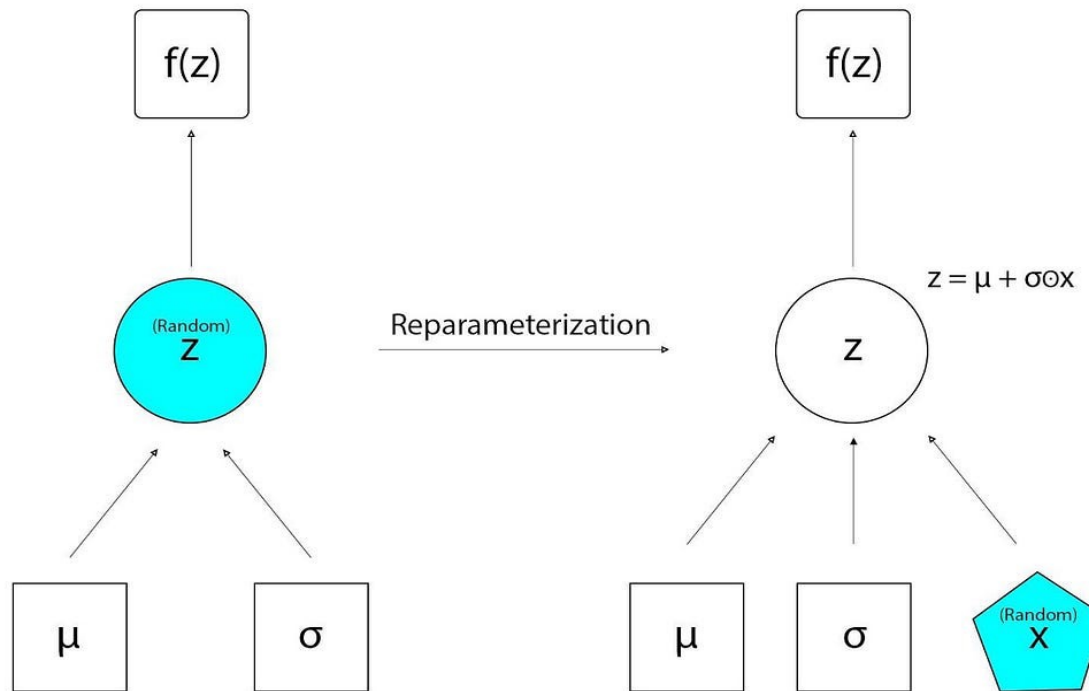 f(z)
f(z)
z = μ + σ⊙x
(Random)
z
Reparameterization
z
μ
σ
μ
σ
(Random)
x